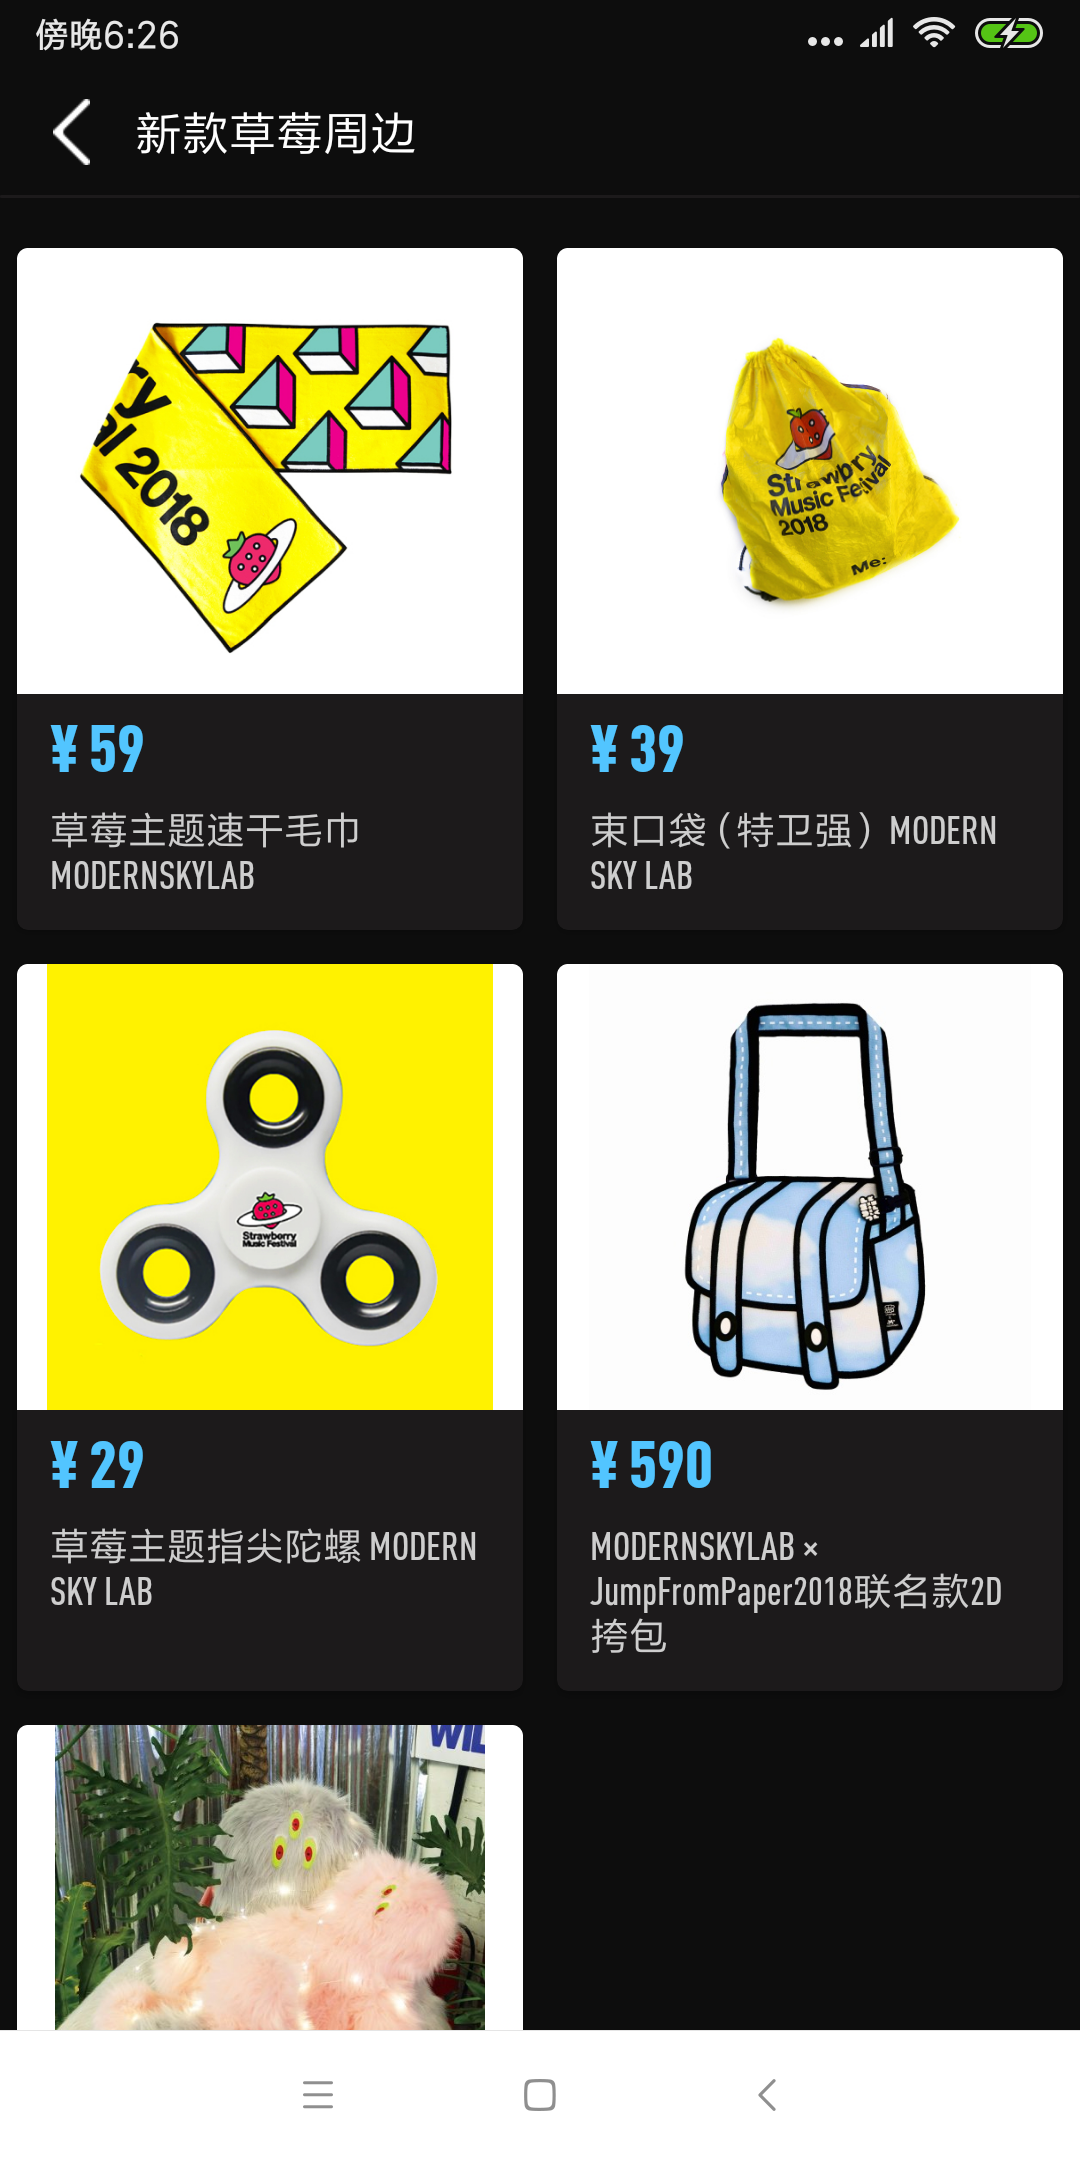 傍晚6:26
新款草莓周边
ry
al 2018
Strawbry
Music Festival
2018
Me:
¥ 59
草莓主题速干毛巾
MODERNSKYLAB
¥ 39
束口袋（特卫强）MODERN
SKY LAB
Strawberry
Music Festival
¥ 29
草莓主题指尖陀螺 MODERN
SKY LAB
¥ 590
MODERNSKYLAB ×
JumpFromPaper2018联名款2D
挎包
WIL